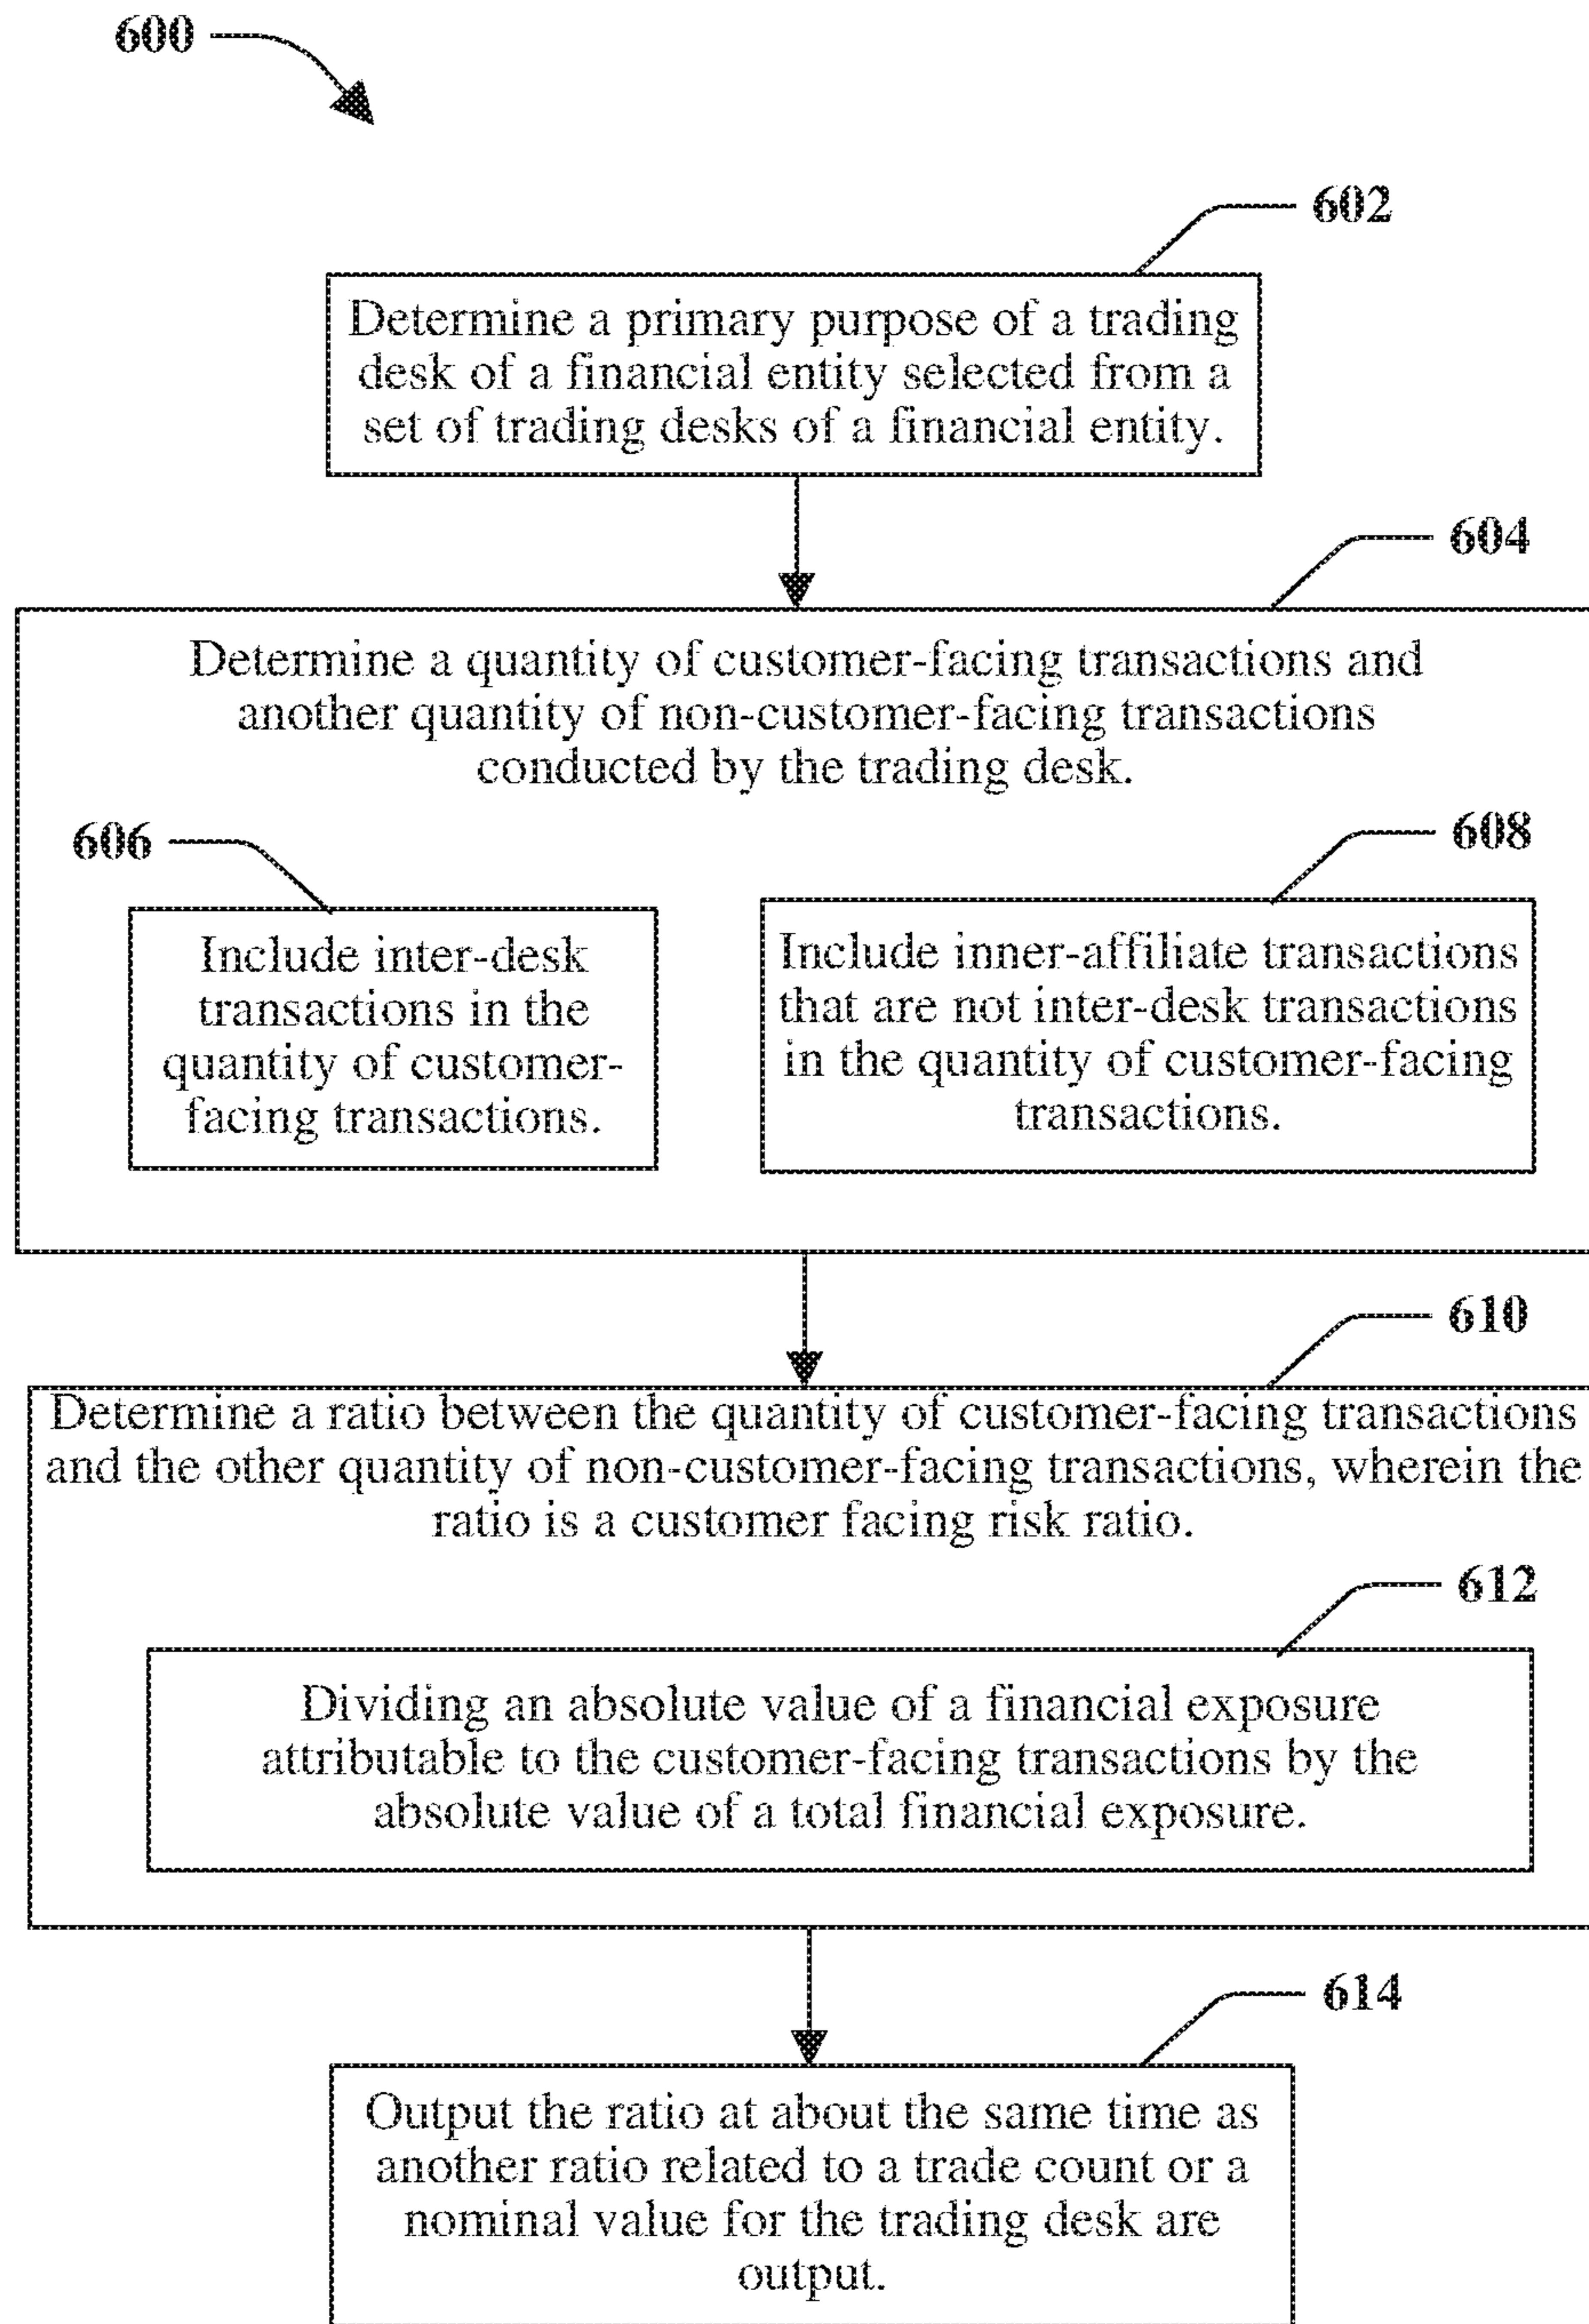 600
602
Determine a primary purpose of a trading
desk of a financial entity selected from a
set of trading desks of a financial entity.
604
Determine a quantity of customer-facing transactions and
another quantity of non-customer-facing transactions
conducted by the trading desk.
606
608
Include inter-desk
transactions in the
quantity of customer-
facing transactions.
Include inner-affiliate transactions
that are not inter-desk transactions
in the quantity of customer-facing
transactions.
610
Determine a ratio between the quantity of customer-facing transactions
and the other quantity of non-customer-facing transactions, wherein the
ratio is a customer facing risk ratio.
612
Dividing an absolute value of a financial exposure
attributable to the customer-facing transactions by the
absolute value of a total financial exposure.
614
Output the ratio at about the same time as
another ratio related to a trade count or a
nominal value for the trading desk are
output.